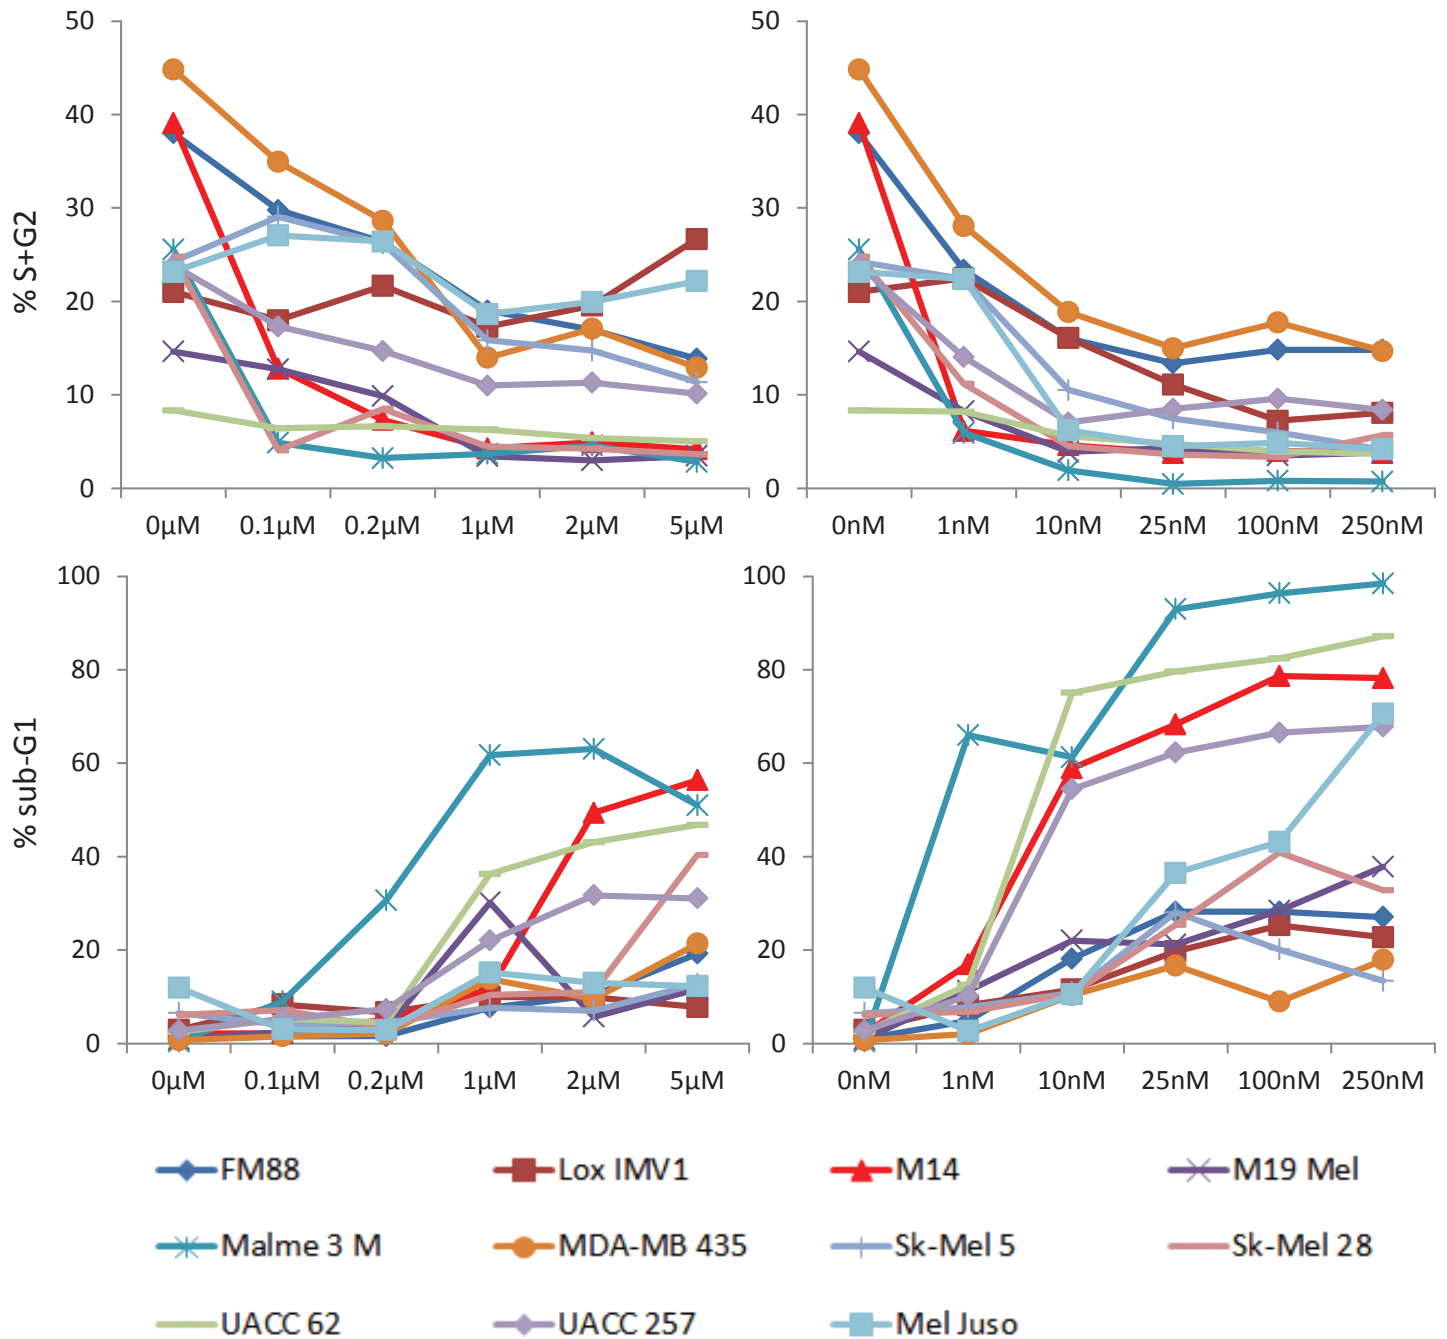 50
40
30
20
10
0
% S+G2
0µM 0.1µM 0.2µM 1µM 2µM 5µM
50
40
30
20
10
0
0nM 1nM 10nM 25nM 100nM 250nM
100
80
60
40
20
0
% sub-G1
0µM 0.1µM 0.2µM 1µM 2µM 5µM
100
80
60
40
20
0
0nM 1nM 10nM 25nM 100nM 250nM
FM88 Lox IMV1 M14 M19 Mel
Malme 3 M MDA-MB 435 Sk-Mel 5 Sk-Mel 28
UACC 62 UACC 257 Mel Juso